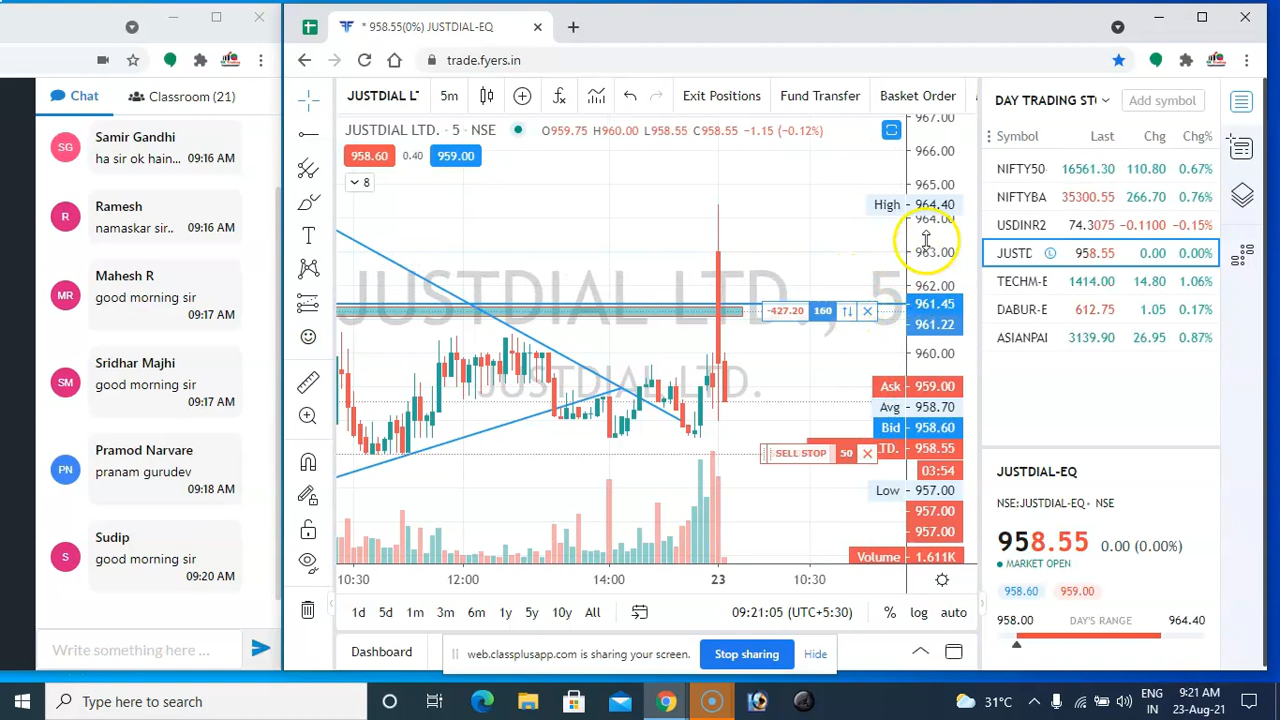 Chat
Classroom (21)
SG
Samir Gandhi
ha sir ok hain...
09:16 AM
R
Ramesh
namaskar sir..
09:16 AM
MR
Mahesh R
good morning
09:17 AM
SM
Sridhar Majhi
good morning
09:17 AM
PN
Pramod Narvare
pranam gurudev
09:18 AM
S
Sudip
good morning sir
09:20 AM
Write something here ...
* 958.55(0%) JUSTDIAL-EQ
trade.fyers.in
JUSTDIAL LT
5m
Exit Positions
Fund Transfer
Basket Order
JUSTDIAL LTD. · 5 · NSE
O959.75 H960.00 L958.55 C958.55 -1.15 (-0.12%)
958.60
0.40
959.00
8
JUSTDIAL LTD., 5
JUSTDIAL LTD.
967.00
966.00
965.00
High
964.40
964.00
963.00
962.00
961.45
961.22
-427.20
160
960.00
Ask
959.00
Avg
958.70
Bid
958.60
TD.
958.55
03:54
SELL STOP
50
Low
957.00
957.00
957.00
Volume
1.611K
10:30
12:00
14:00
23
10:30
1d
5d
1m
3m
6m
1y
5y
10y
All
09:21:05 (UTC+5:30)
%
log
auto
Dashboard
web.classplusapp.com is sharing your screen.
Stop sharing
Hide
DAY TRADING STO
Add symbol
Symbol
Last
Chg
Chg%
NIFTY50-
16561.30
110.80
0.67%
NIFTYBA
35300.55
266.70
0.76%
USDINR2
74.3075
-0.1100
-0.15%
JUSTD
L
958.55
0.00
0.00%
TECHM-E
1414.00
14.80
1.06%
DABUR-E
612.75
1.05
0.17%
ASIANPAI
3139.90
26.95
0.87%
JUSTDIAL-EQ
NSE:JUSTDIAL-EQ · NSE
958.55
0.00 (0.00%)
MARKET OPEN
958.60
959.00
958.00
DAY'S RANGE
964.40
Type here to search
31°C
ENG
IN
9:21 AM
23-Aug-21